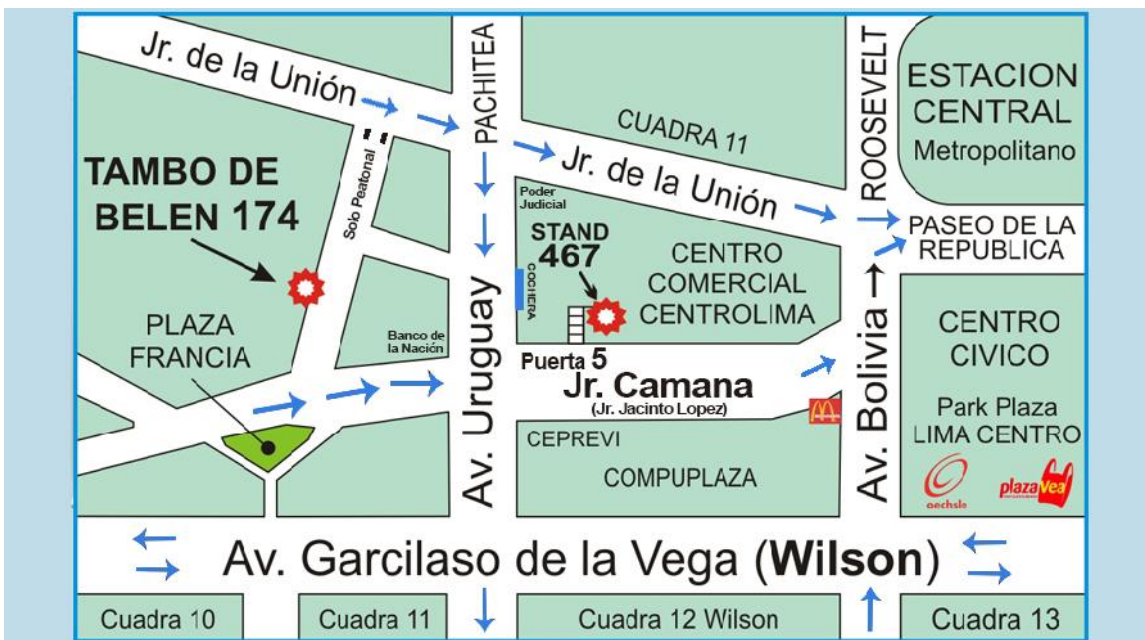 Jr. de la Unión
PACHITEA
ROOSEVELT
ESTACION
CENTRAL
Metropolitano
CUADRA 11
Jr. de la Unión
TAMBO DE
BELEN 174
Solo Peatonal
Poder
Judicial
STAND
467
COCHERA
CENTRO
COMERCIAL
CENTROLIMA
PASEO DE LA
REPUBLICA
PLAZA
FRANCIA
Banco de
la Nación
Av. Uruguay
Puerta 5
Jr. Camana
(Jr. Jacinto Lopez)
Av. Bolivia
CENTRO
CIVICO
Park Plaza
LIMA CENTRO
CEPREVI
COMPUPLAZA
oechsle
plaza Vea
Av. Garcilaso de la Vega (Wilson)
Cuadra 10
Cuadra 11
Cuadra 12 Wilson
Cuadra 13